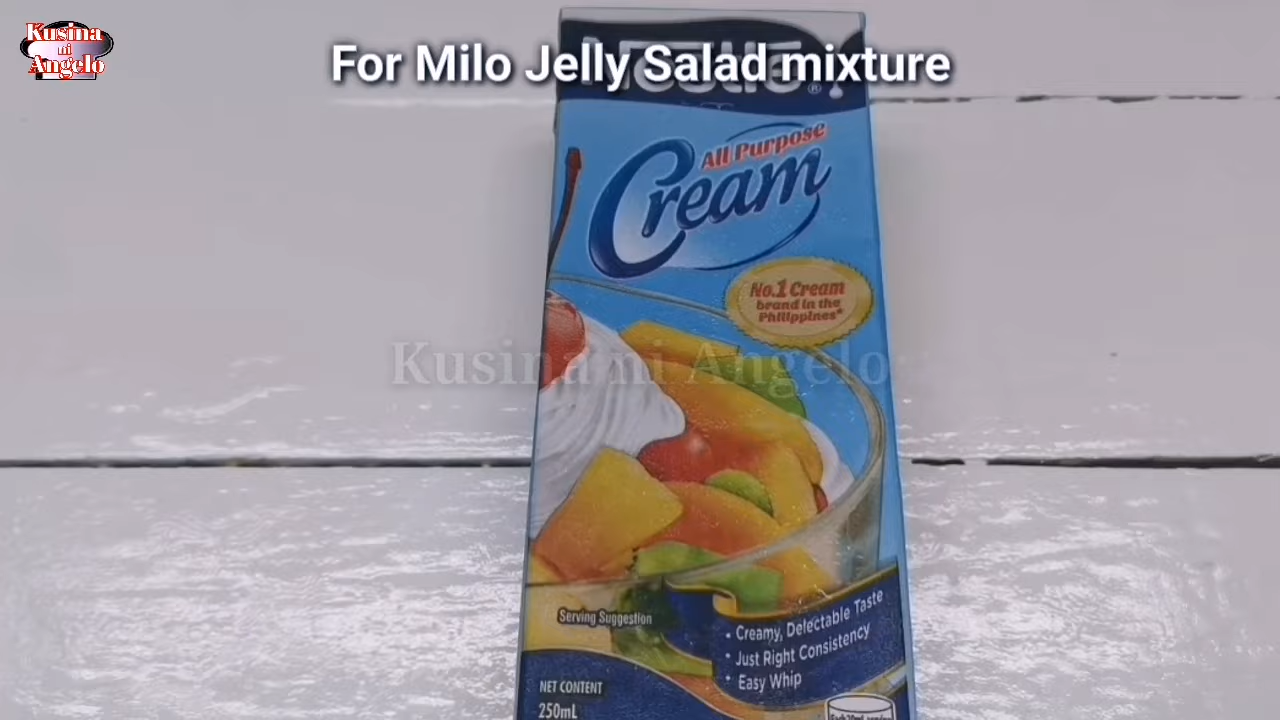 Kusina
ni
Angelo
For Milo Jelly Salad mixture
Nestlé
®
All Purpose
Cream
No.1 Cream
brand in the
Philippines*
Kusina ni Angelo
Serving Suggestion
• Creamy, Delectable Taste
• Just Right Consistency
• Easy Whip
NET CONTENT
250mL